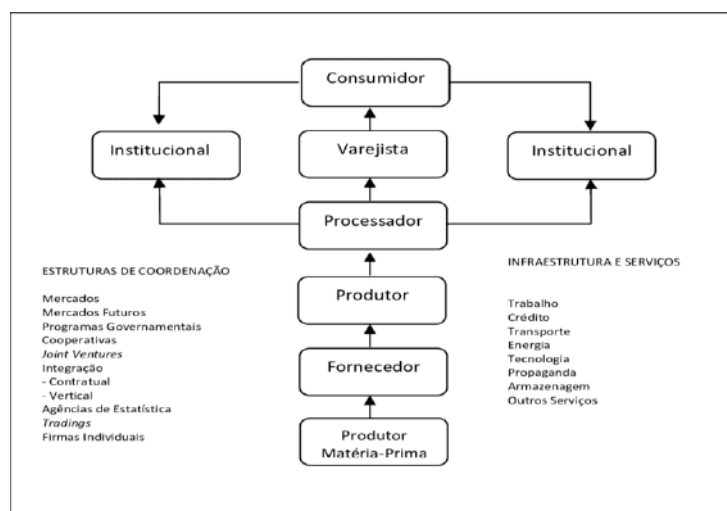 Consumidor
Institucional
Varejista
Institucional
Processador
ESTRUTURAS DE COORDENAÇÃO
Mercados
Mercados Futuros
Programas Governamentais
Cooperativas
Joint Ventures
Integração
- Contratual
- Vertical
Agências de Estatística
Tradings
Firmas Individuais
Produtor
Fornecedor
Produtor
Matéria-Prima
INFRAESTRUTURA E SERVIÇOS
Trabalho
Crédito
Transporte
Energia
Tecnologia
Propaganda
Armazenagem
Outros Serviços